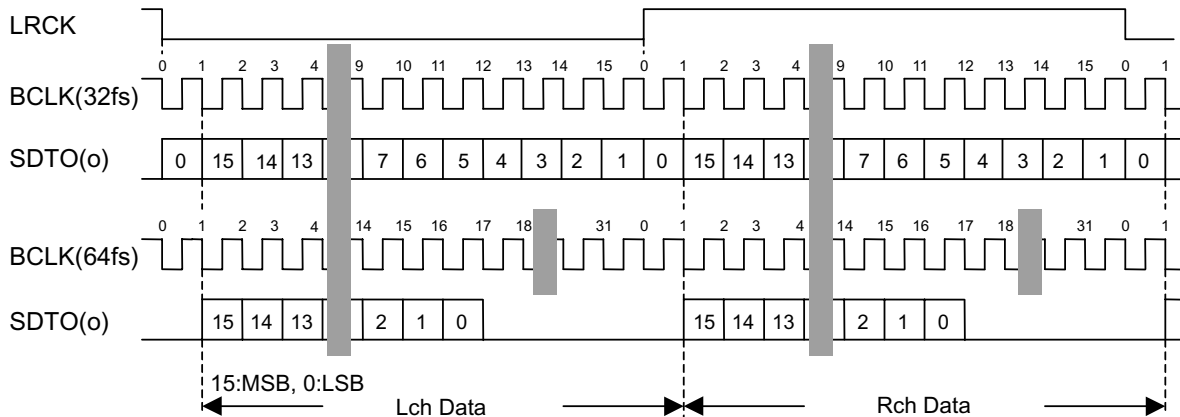 LRCK
0 1 2 3 4 9 10 11 12 13 14 15 0 1 2 3 4 9 10 11 12 13 14 15 0 1
BCLK(32fs)
SDTO(o) 0 15 14 13 7 6 5 4 3 2 1 0 15 14 13 7 6 5 4 3 2 1 0
0 1 2 3 4 14 15 16 17 18 31 0 1 2 3 4 14 15 16 17 18 31 0 1
BCLK(64fs)
SDTO(o) 15 14 13 2 1 0 15 14 13 2 1 0
15:MSB, 0:LSB
Lch Data Rch Data